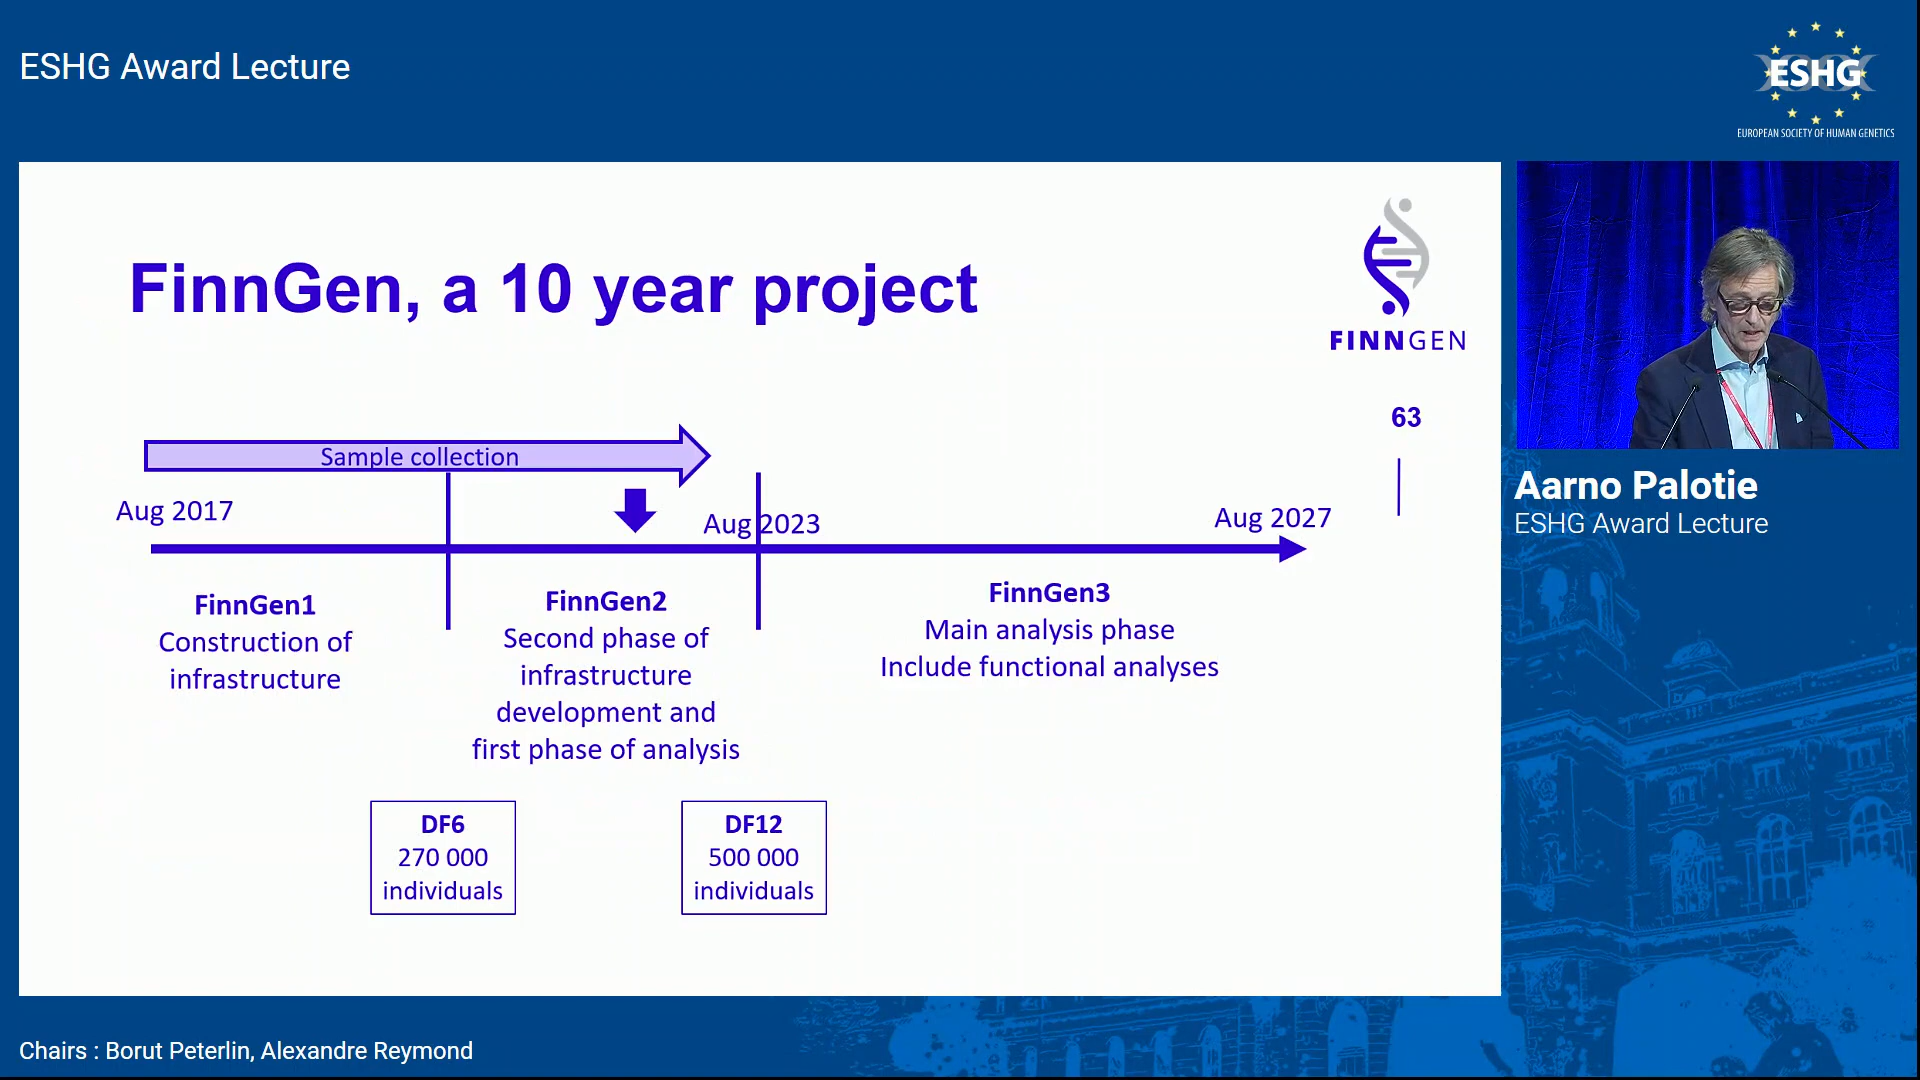 ESHG Award Lecture
ESHG
EUROPEAN SOCIETY OF HUMAN GENETICS
FinnGen, a 10 year project
FINNGEN
63
Sample collection
Aug 2017
Aug 2023
Aug 2027
FinnGen1
Construction of
infrastructure
FinnGen2
Second phase of
infrastructure
development and
first phase of analysis
FinnGen3
Main analysis phase
Include functional analyses
DF6
270 000
individuals
DF12
500 000
individuals
Aarno Palotie
ESHG Award Lecture
Chairs : Borut Peterlin, Alexandre Reymond